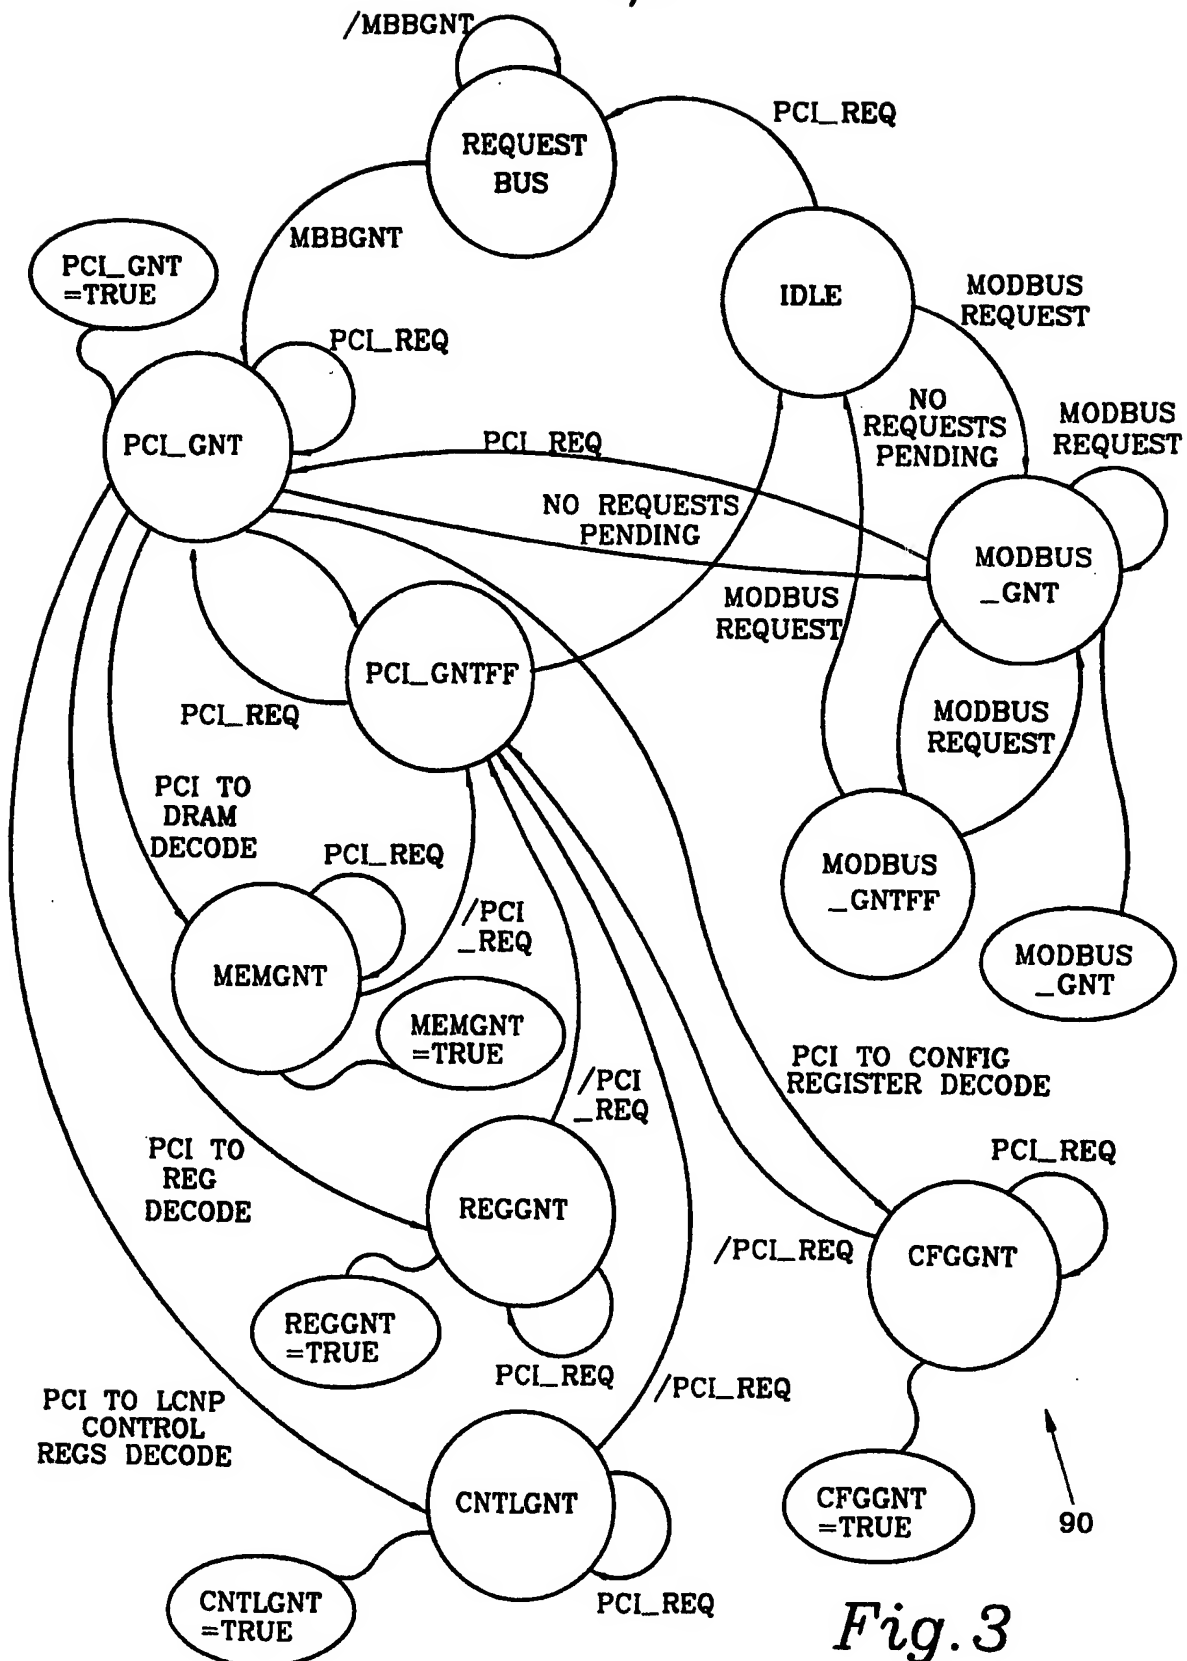 /MBBGNT
REQUEST
BUS
PCI_REQ
IDLE
MBBGNT
PCI_GNT
=TRUE
PCI_REQ
MODBUS
REQUEST
PCI_GNT
PCI_REQ
NO
REQUESTS
PENDING
MODBUS
REQUEST
NO REQUESTS
PENDING
MODBUS
_GNT
MODBUS
REQUEST
PCI_GNTFF
PCI_REQ
MODBUS
REQUEST
PCI TO
DRAM
DECODE
PCI_REQ
/PCI
_REQ
MODBUS
_GNTFF
MODBUS
_GNT
MEMGNT
MEMGNT
=TRUE
PCI TO CONFIG
REGISTER DECODE
/PCI
_REQ
PCI TO
REG
DECODE
REGGNT
PCI_REQ
/PCI_REQ
CFGGNT
REGGNT
=TRUE
PCI_REQ
/PCI_REQ
PCI TO LCNP
CONTROL
REGS DECODE
CNTLGNT
CFGGNT
=TRUE
90
CNTLGNT
=TRUE
PCI_REQ
Fig.3